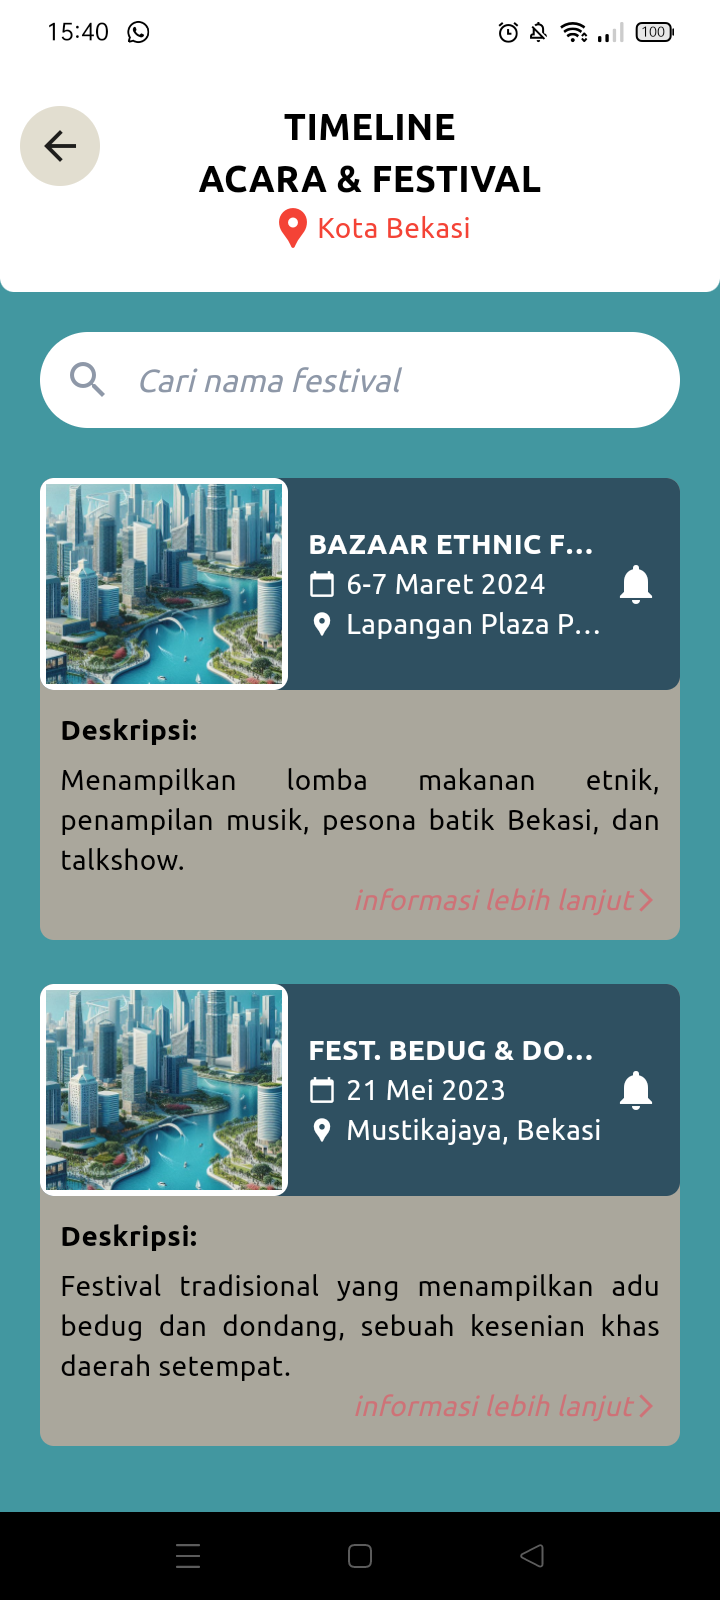 15:40
100
TIMELINE
ACARA & FESTIVAL
Kota Bekasi
Cari nama festival
BAZAAR ETHNIC F...
6-7 Maret 2024
Lapangan Plaza P...
Deskripsi:
Menampilkan lomba makanan etnik,
penampilan musik, pesona batik Bekasi, dan
talkshow.
informasi lebih lanjut
FEST. BEDUG & DO...
21 Mei 2023
Mustikajaya, Bekasi
Deskripsi:
Festival tradisional yang menampilkan adu
bedug dan dondang, sebuah kesenian khas
daerah setempat.
informasi lebih lanjut